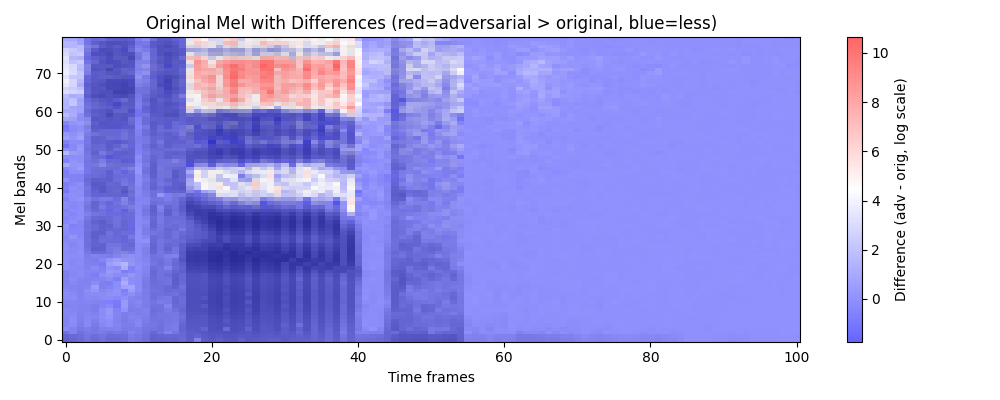 Original Mel with Differences (red=adversarial > original, blue=less)
Mel bands
70
60
50
40
30
20
10
0
0 20 40 60 80 100
Time frames
10
8
6
4
2
0
Difference (adv - orig, log scale)